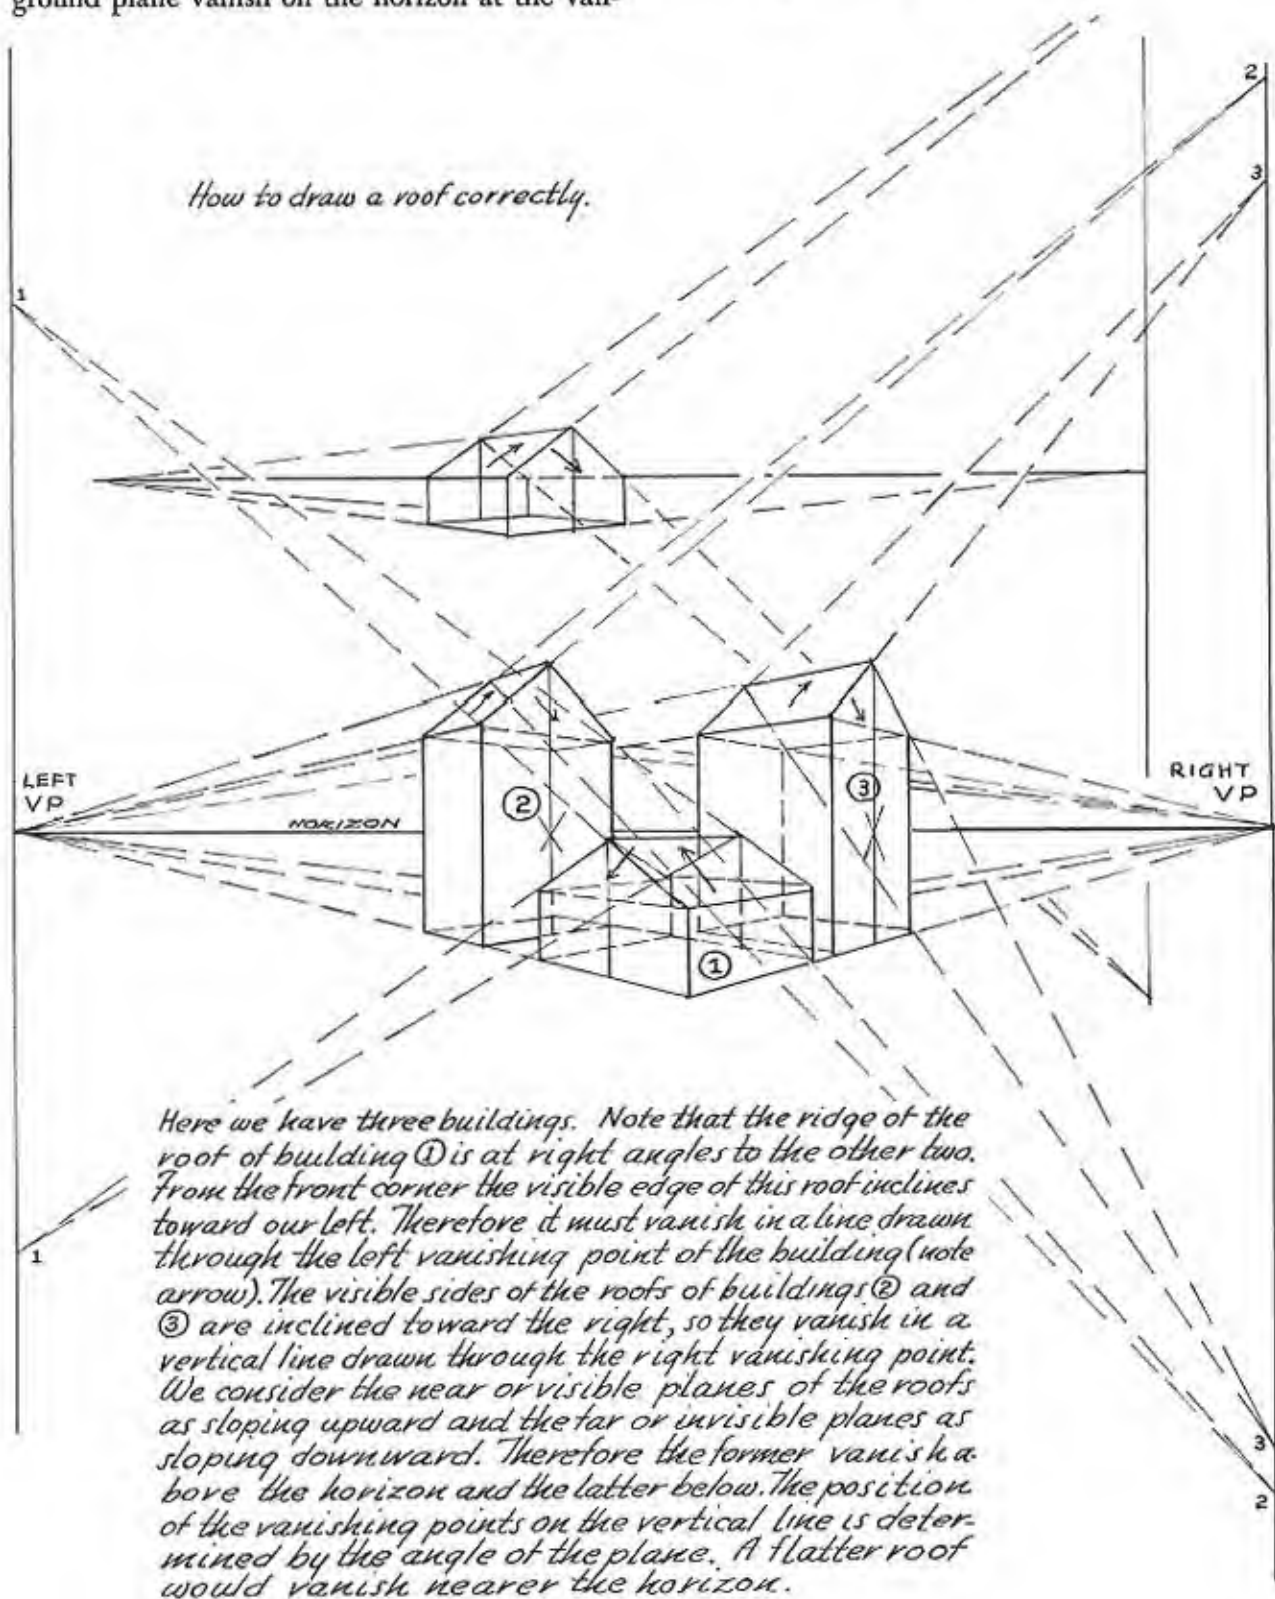 ground plane vanish on the horizon at the van-
2
3
How to draw a roof correctly.
1
LEFT
VP
HORIZON
②
③
RIGHT
VP
①
Here we have three buildings. Note that the ridge of the
roof of building ① is at right angles to the other two.
From the front corner the visible edge of this roof inclines
toward our left. Therefore it must vanish in a line drawn
through the left vanishing point of the building (note
arrow). The visible sides of the roofs of buildings ② and
③ are inclined toward the right, so they vanish in a
vertical line drawn through the right vanishing point.
We consider the near or visible planes of the roofs
as sloping upward and the far or invisible planes as
sloping downward. Therefore the former vanish a-
bove the horizon and the latter below. The position
of the vanishing points on the vertical line is deter-
mined by the angle of the plane. A flatter roof
would vanish nearer the horizon.
1
3
2